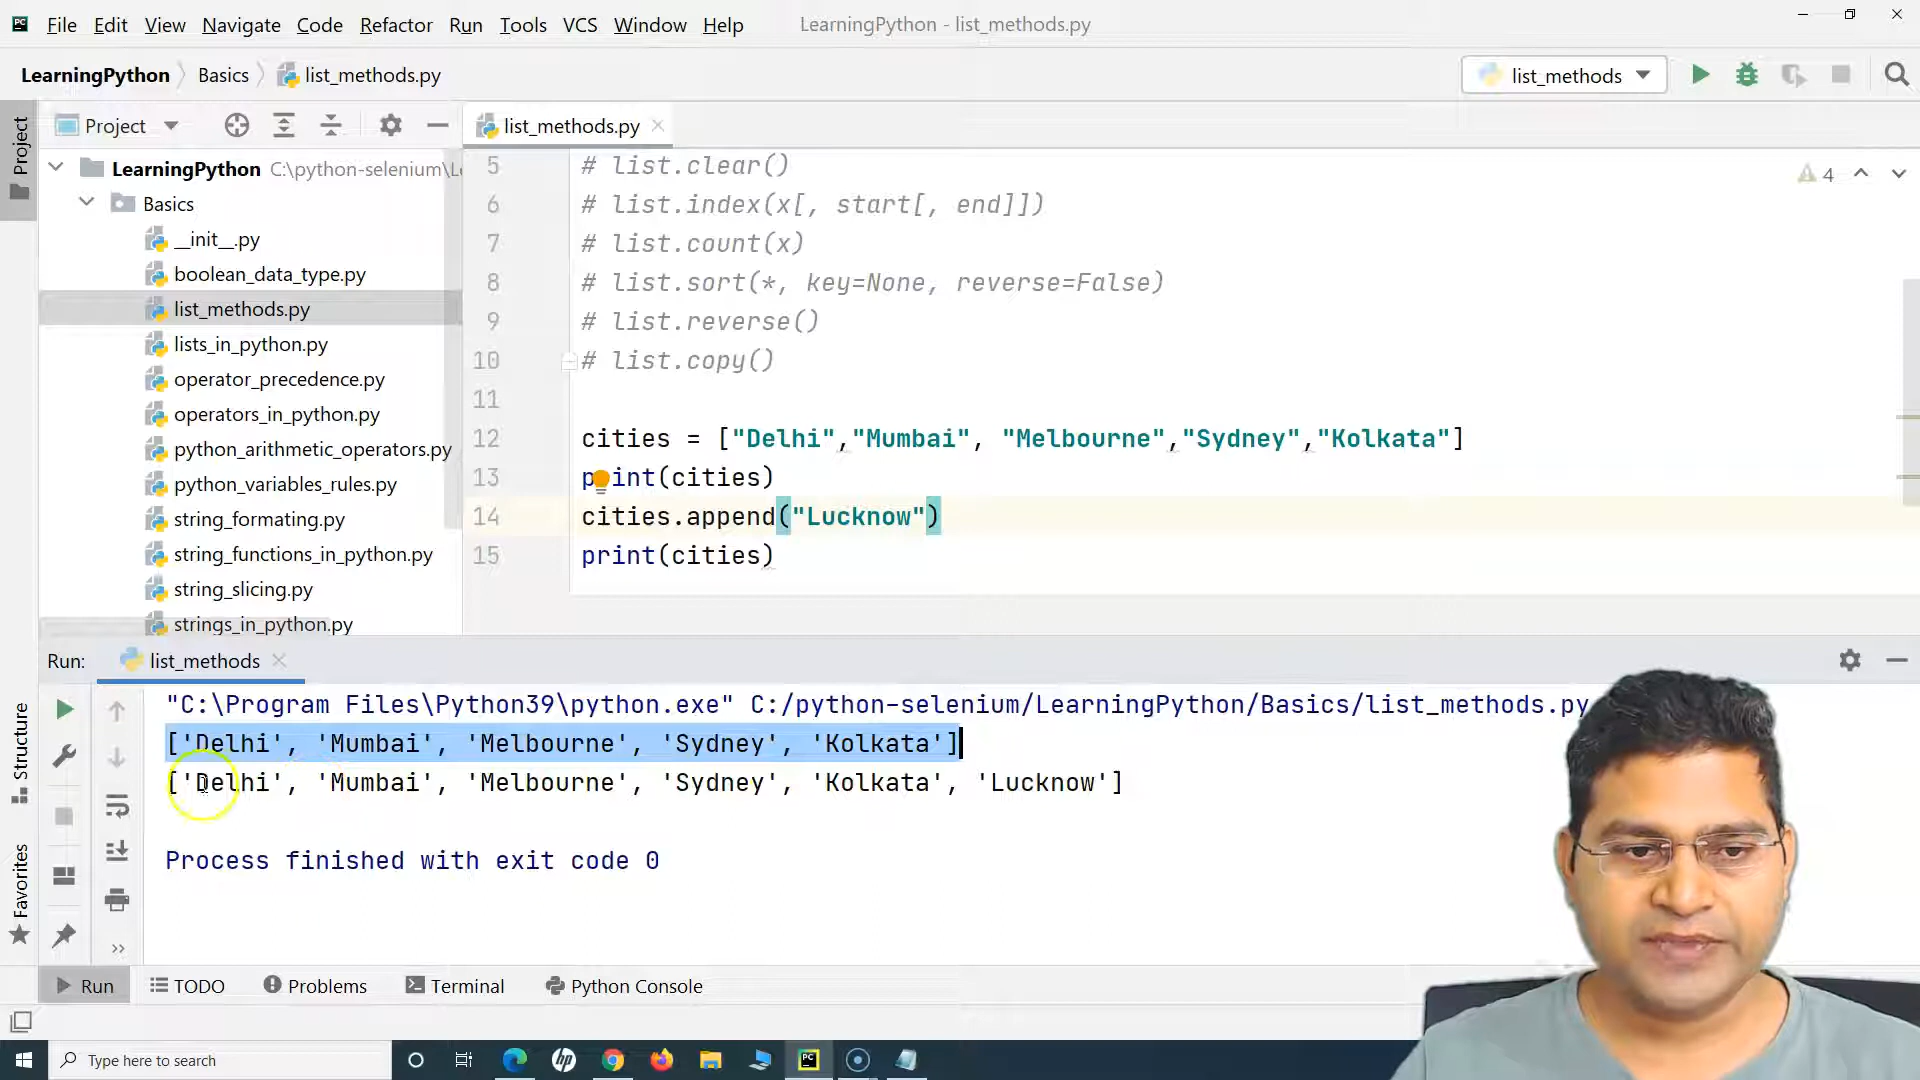 File Edit View Navigate Code Refactor Run Tools VCS Window Help LearningPython - list_methods.py
LearningPython Basics list_methods.py list_methods
Project list_methods.py
Project
LearningPython C:\python-selenium\L
Basics
__init__.py
boolean_data_type.py
list_methods.py
lists_in_python.py
operator_precedence.py
operators_in_python.py
python_arithmetic_operators.py
python_variables_rules.py
string_formating.py
string_functions_in_python.py
string_slicing.py
strings_in_python.py
5 # list.clear()
6 # list.index(x[, start[, end]])
7 # list.count(x)
8 # list.sort(*, key=None, reverse=False)
9 # list.reverse()
10 # list.copy()
11
12 cities = ["Delhi","Mumbai", "Melbourne","Sydney","Kolkata"]
13 print(cities)
14 cities.append("Lucknow")
15 print(cities)
4
Run: list_methods
"C:\Program Files\Python39\python.exe" C:/python-selenium/LearningPython/Basics/list_methods.py
['Delhi', 'Mumbai', 'Melbourne', 'Sydney', 'Kolkata']
['Delhi', 'Mumbai', 'Melbourne', 'Sydney', 'Kolkata', 'Lucknow']
Process finished with exit code 0
Structure
Favorites
Run TODO Problems Terminal Python Console
Type here to search
hp
PC